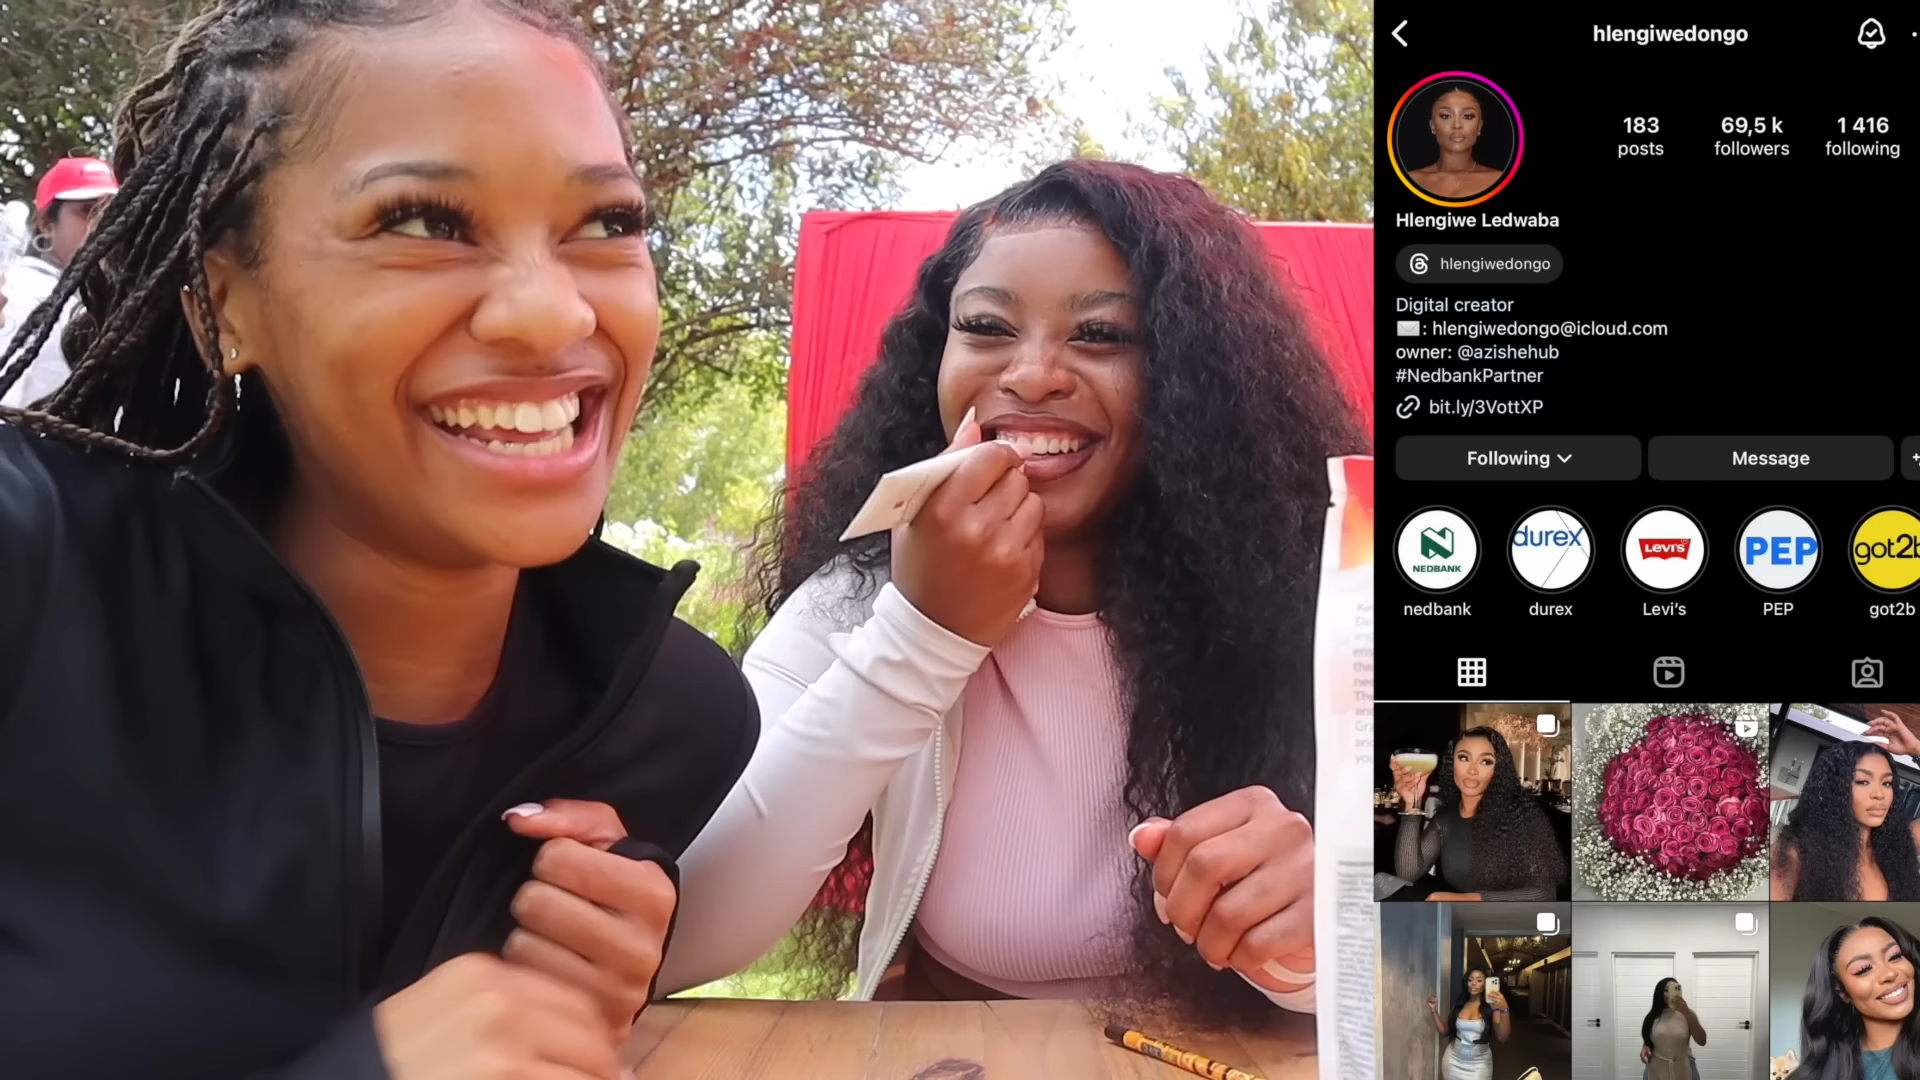 hlengiwedongo
183
posts
69,5 k
followers
1 416
following
Hlengiwe Ledwaba
hlengiwedongo
Digital creator
✉️: hlengiwedongo@icloud.com
owner: @azishehub
#NedbankPartner
bit.ly/3VottXP
Following
Message
NEDBANK
durex
LEVI'S
PEP
got2b
nedbank
durex
Levi's
PEP
got2b